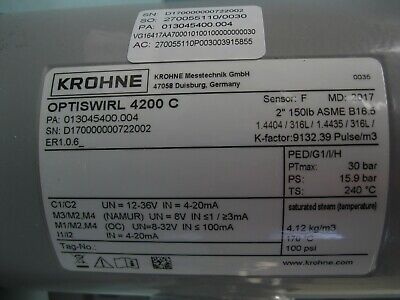 SN: D170000000722002
SO: 270055110/0030
PA: 013045400.004
VG16417AA700010100100000000030
AC: 270055110P003003915855
KROHNE
KROHNE Messtechnik GmbH
47058 Duisburg, Germany
0035
OPTISWIRL 4200 C
Sensor: F MD: 2017
PA: 013045400.004
2" 150lb ASME B16.5
SN: D170000000722002
1.4404 / 316L / 1.4435 / 316L /
ER1.0.6_
K-factor:9132.39 Pulse/m3
PED/G1/I/H
PTmax: 30 bar
PS: 15.9 bar
TS: 240 °C
C1/C2 UN = 12-36V IN = 4-20mA
M3/M2,M4 (NAMUR) UN = 8V IN ≤1 / ≥3mA
M1/M2,M4 (OC) UN=8-32V IN ≤ 100mA
I1/I2 IN = 4-20mA
Tag-No.:
saturated steam (temperature)
4.12 kg/m3
170 °C
100 psi
www.krohne.com